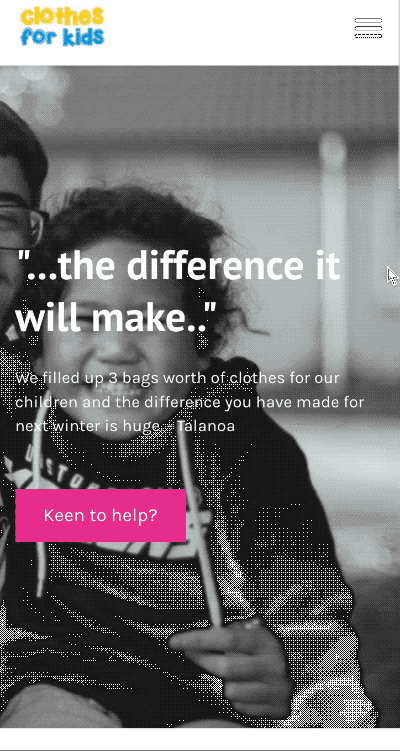 clothes
for kids
"...the difference it
will make.."
We filled up 3 bags worth of clothes for our
children and the difference you have made for
next winter is huge. - Talanoa
Keen to help?